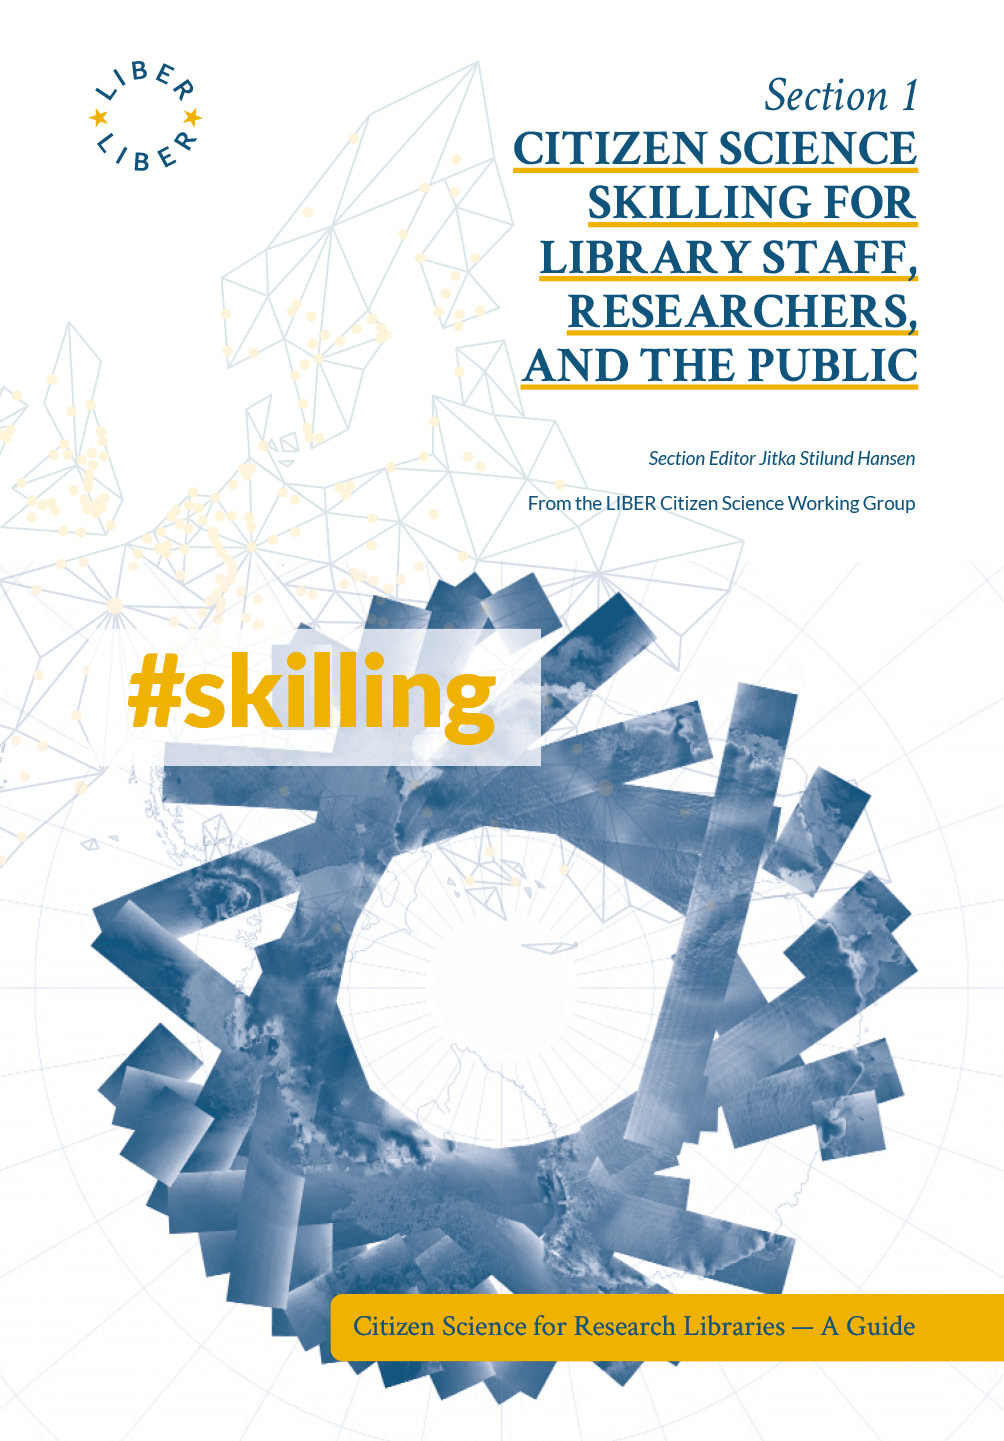 LIBER
LIBER
Section 1
CITIZEN SCIENCE
SKILLING FOR
LIBRARY STAFF,
RESEARCHERS,
AND THE PUBLIC
Section Editor Jitka Stilund Hansen
From the LIBER Citizen Science Working Group
#skilling
Citizen Science for Research Libraries — A Guide